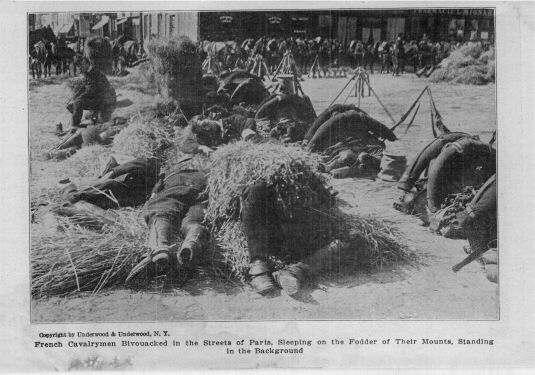 Copyright by Underwood & Underwood, N. Y.
French Cavalrymen Bivouacked in the Streets of Paris, Sleeping on the Fodder of Their Mounts, Standing
in the Background